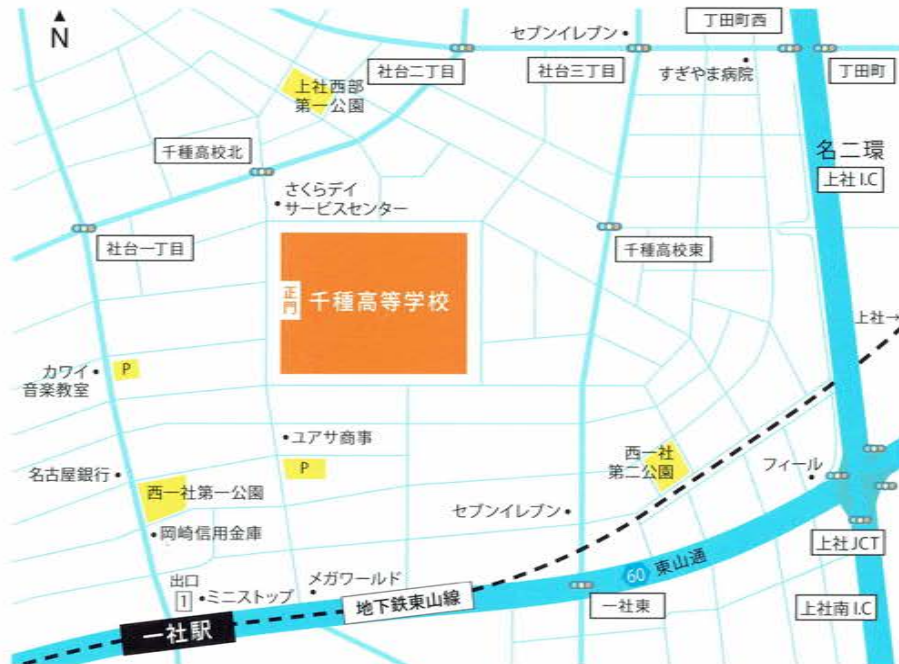 N
丁田町西
セブンイレブン
社台二丁目
社台三丁目
すぎやま病院
丁田町
上社西部
第一公園
千種高校北
名二環
上社 I.C
さくらデイ
サービスセンター
社台一丁目
千種高校東
正門
千種高等学校
上社→
カワイ
音楽教室
P
ユアサ商事
P
西一社
第二公園
フィール
名古屋銀行
西一社第一公園
セブンイレブン
岡崎信用金庫
上社 JCT
出口
1
ミニストップ
メガワールド
地下鉄東山線
60
東山通
一社東
上社南 I.C
一社駅